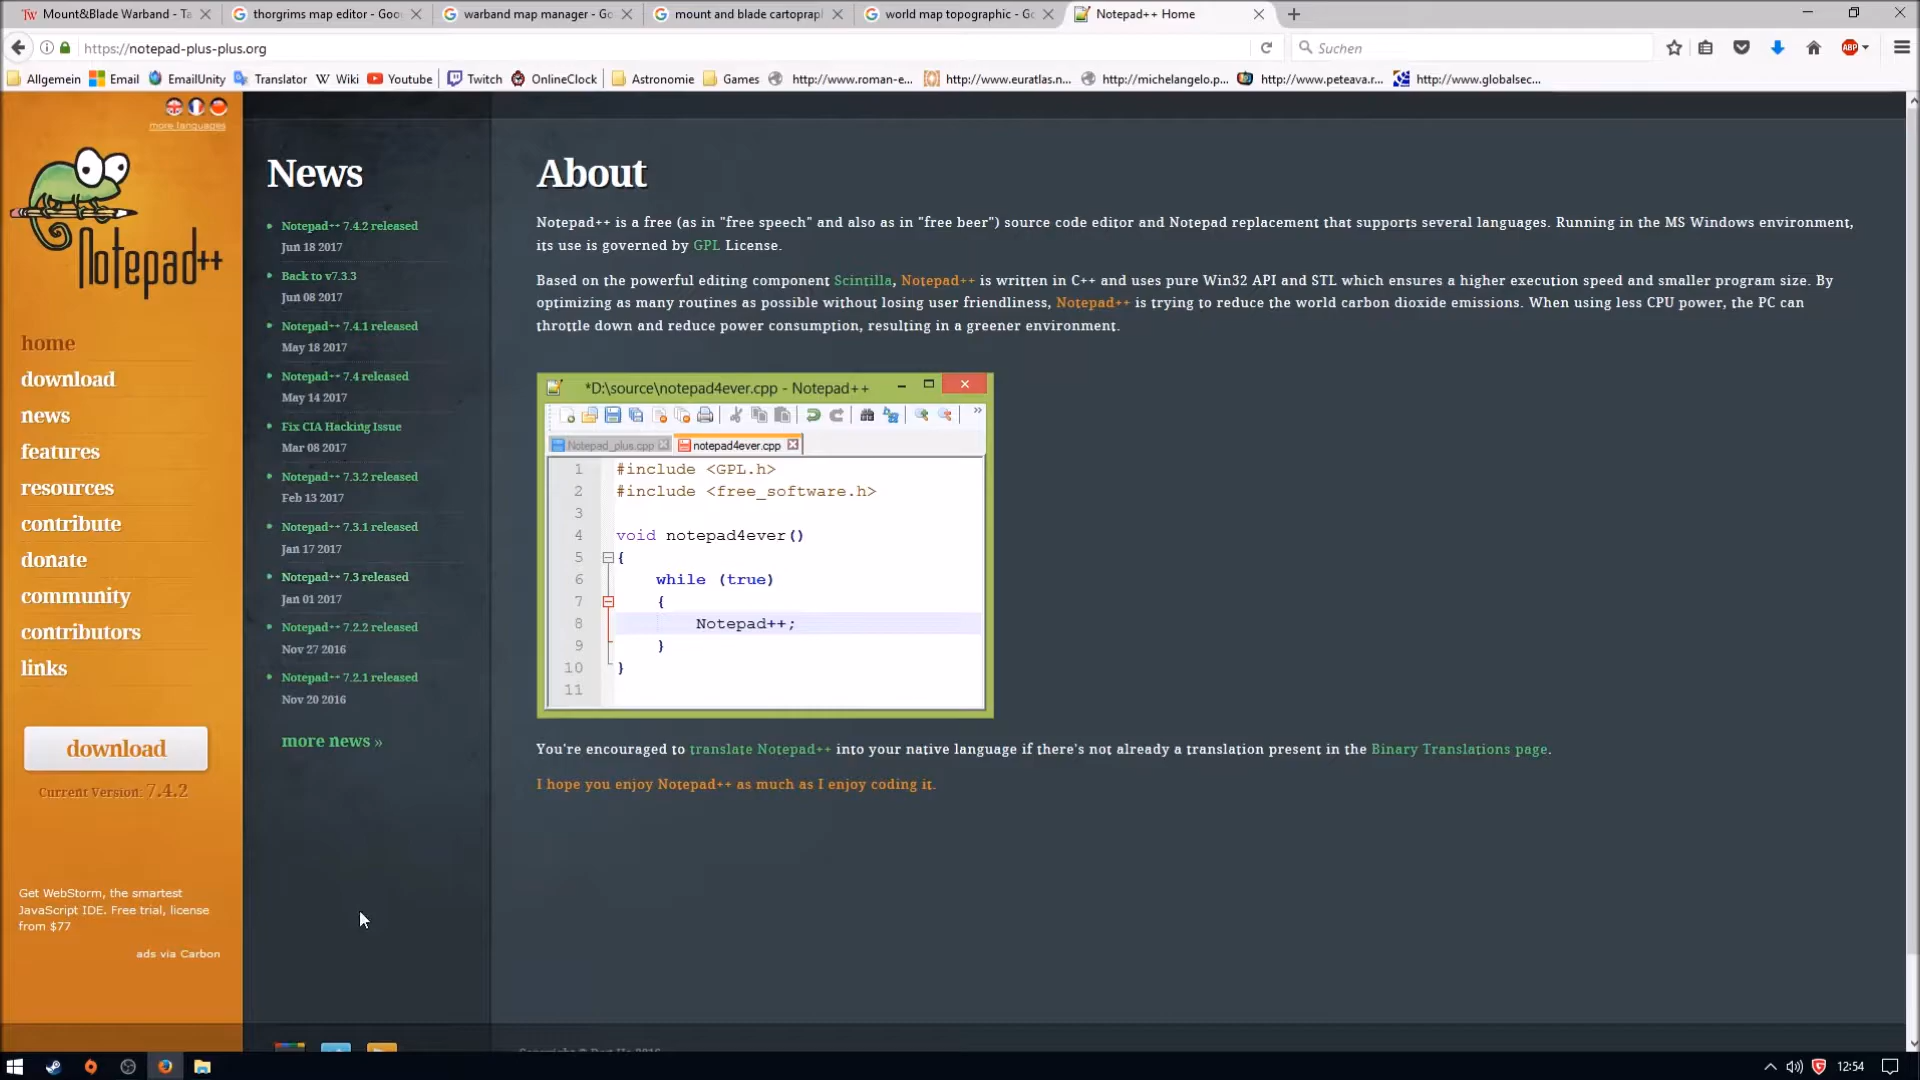 Mount&Blade Warband - Ta
thorgrims map editor - Goo
warband map manager - Go
mount and blade cartopraph
world map topographic - Go
Notepad++ Home
https://notepad-plus-plus.org
Suchen
ABP
Allgemein
Email
EmailUnity
Translator
Wiki
Youtube
Twitch
OnlineClock
Astronomie
Games
http://www.roman-e...
http://www.euratlas.n...
http://michelangelo.p...
http://www.peteava.r...
http://www.globalsec...
more languages
Notepad++
home
download
news
features
resources
contribute
donate
community
contributors
links
download
Current Version: 7.4.2
Get WebStorm, the smartest
JavaScript IDE. Free trial, license
from $77
ads via Carbon
News
Notepad++ 7.4.2 released
Jun 18 2017
Back to v7.3.3
Jun 08 2017
Notepad++ 7.4.1 released
May 18 2017
Notepad++ 7.4 released
May 14 2017
Fix CIA Hacking Issue
Mar 08 2017
Notepad++ 7.3.2 released
Feb 13 2017
Notepad++ 7.3.1 released
Jan 17 2017
Notepad++ 7.3 released
Jan 01 2017
Notepad++ 7.2.2 released
Nov 27 2016
Notepad++ 7.2.1 released
Nov 20 2016
more news »
About
Notepad++ is a free (as in "free speech" and also as in "free beer") source code editor and Notepad replacement that supports several languages. Running in the MS Windows environment,
its use is governed by GPL License.
Based on the powerful editing component Scintilla, Notepad++ is written in C++ and uses pure Win32 API and STL which ensures a higher execution speed and smaller program size. By
optimizing as many routines as possible without losing user friendliness, Notepad++ is trying to reduce the world carbon dioxide emissions. When using less CPU power, the PC can
throttle down and reduce power consumption, resulting in a greener environment.
*D:\source\notepad4ever.cpp - Notepad++
Notepad_plus.cpp
notepad4ever.cpp
1 #include <GPL.h>
2 #include <free_software.h>
3
4 void notepad4ever()
5 {
6 while (true)
7 {
8 Notepad++;
9 }
10 }
11
You're encouraged to translate Notepad++ into your native language if there's not already a translation present in the Binary Translations page.
I hope you enjoy Notepad++ as much as I enjoy coding it.
12:54